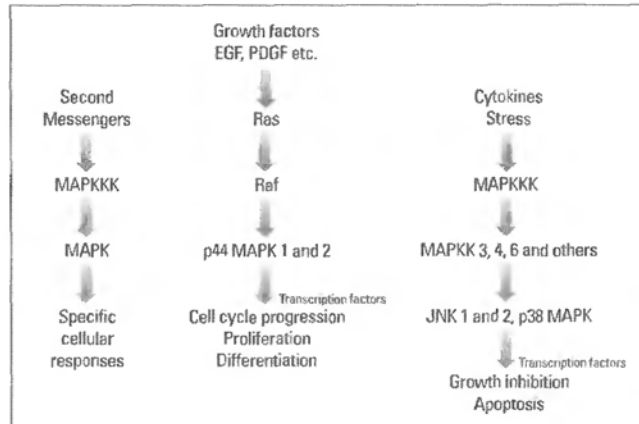 Second
Messengers
MAPKKK
MAPK
Specific
cellular
responses
Growth factors
EGF, PDGF etc.
Ras
Raf
p44 MAPK 1 and 2
Transcription factors
Cell cycle progression
Proliferation
Differentiation
Cytokines
Stress
MAPKKK
MAPKK 3, 4, 6 and others
JNK 1 and 2, p38 MAPK
Transcription factors
Growth inhibition
Apoptosis